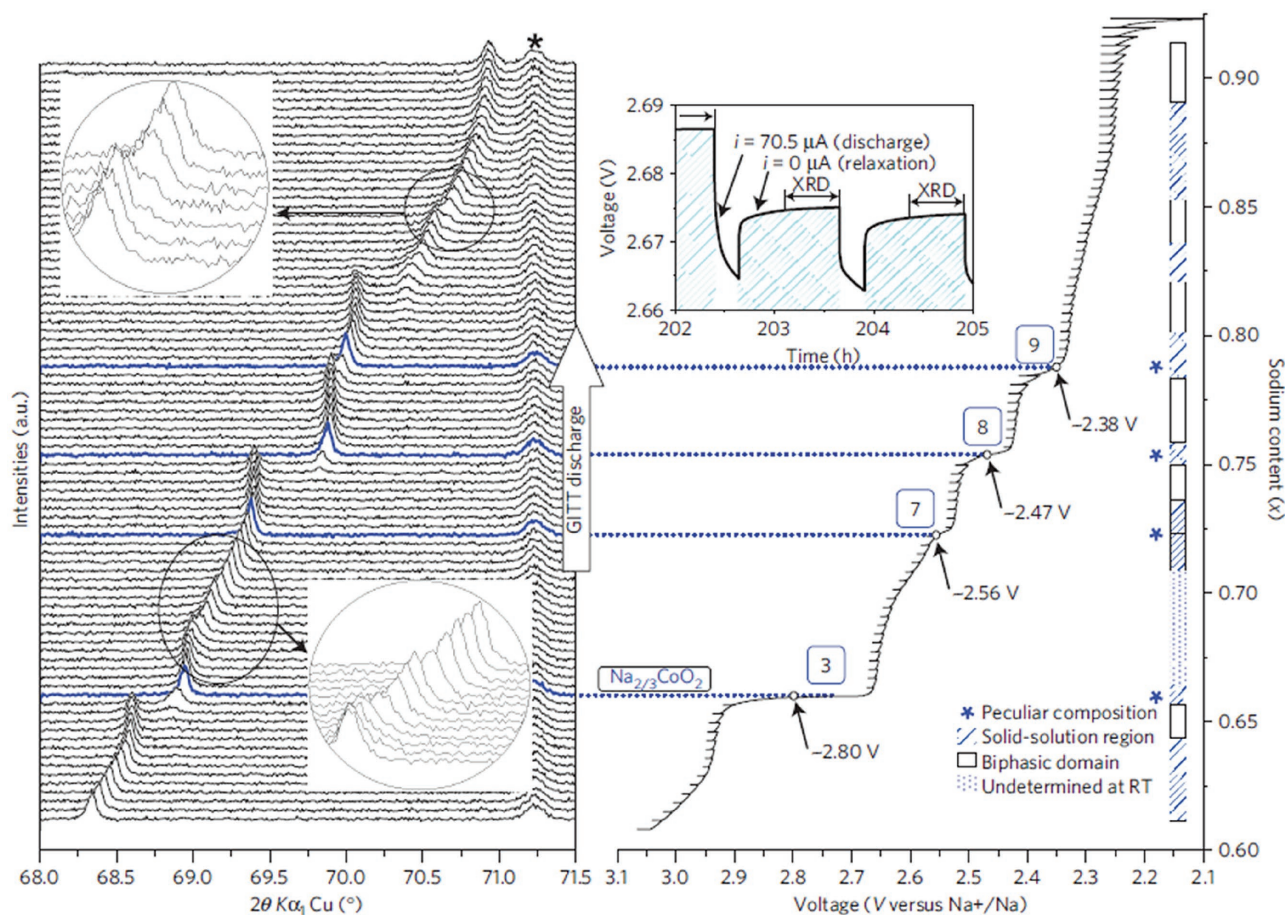 *
2.69
2.68
2.67
2.66
Voltage (V)
i = 70.5 μA (discharge)
i = 0 μA (relaxation)
XRD
XRD
202
203
204
205
Time (h)
Intensities (a.u.)
GITT discharge
9
8
7
3
Na2/3CoO2
~2.38 V
~2.47 V
~2.56 V
~2.80 V
* Peculiar composition
Solid-solution region
Biphasic domain
Undetermined at RT
0.90
0.85
0.80
0.75
0.70
0.65
0.60
Sodium content (x)
68.0 68.5 69.0 69.5 70.0 70.5 71.0 71.5
2θ Kα1 Cu (°)
3.1 3.0 2.9 2.8 2.7 2.6 2.5 2.4 2.3 2.2 2.1
Voltage (V versus Na+/Na)